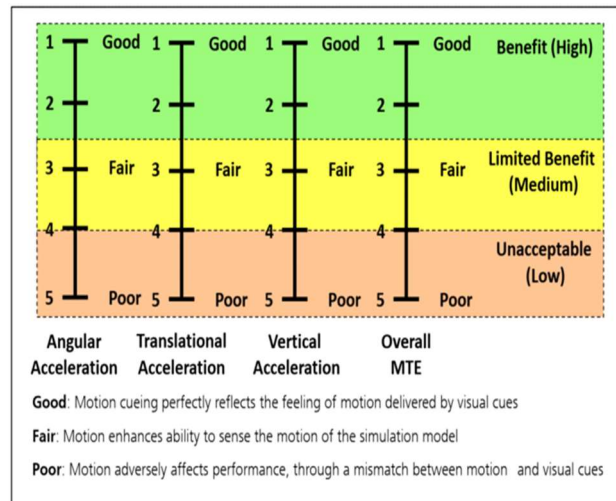 1 Good 1 Good 1 Good 1 Good Benefit (High)
2 2 2 2
Limited Benefit
3 Fair 3 Fair 3 Fair 3 Fair
(Medium)
4 4 4 4
Unacceptable
(Low)
5 Poor 5 Poor 5 Poor 5 Poor
Angular Translational Vertical Overall
Acceleration Acceleration Acceleration MTE
Good: Motion cueing perfectly reflects the feeling of motion delivered by visual cues
Fair: Motion enhances ability to sense the motion of the simulation model
Poor: Motion adversely affects performance, through a mismatch between motion and visual cues